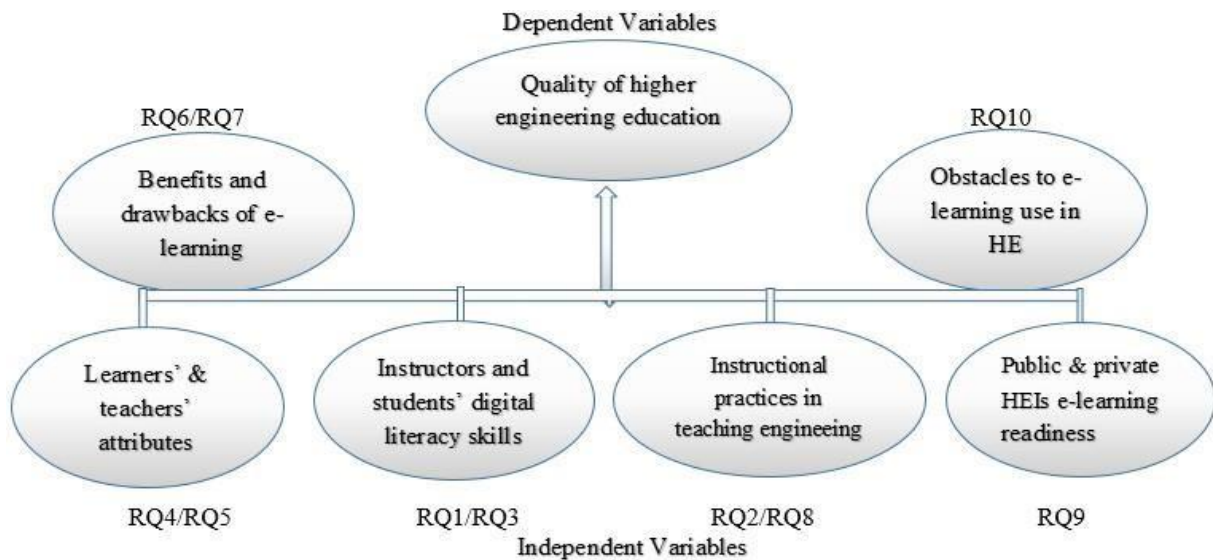 Dependent Variables
Quality of higher
engineering education
RQ6/RQ7
Benefits and
drawbacks of e-
learning
RQ10
Obstacles to e-
learning use in
HE
Learners' &
teachers'
attributes
Instructors and
students' digital
literacy skills
Instructional
practices in
teaching engineeing
Public & private
HEIs e-learning
readiness
RQ4/RQ5
RQ1/RQ3
RQ2/RQ8
RQ9
Independent Variables